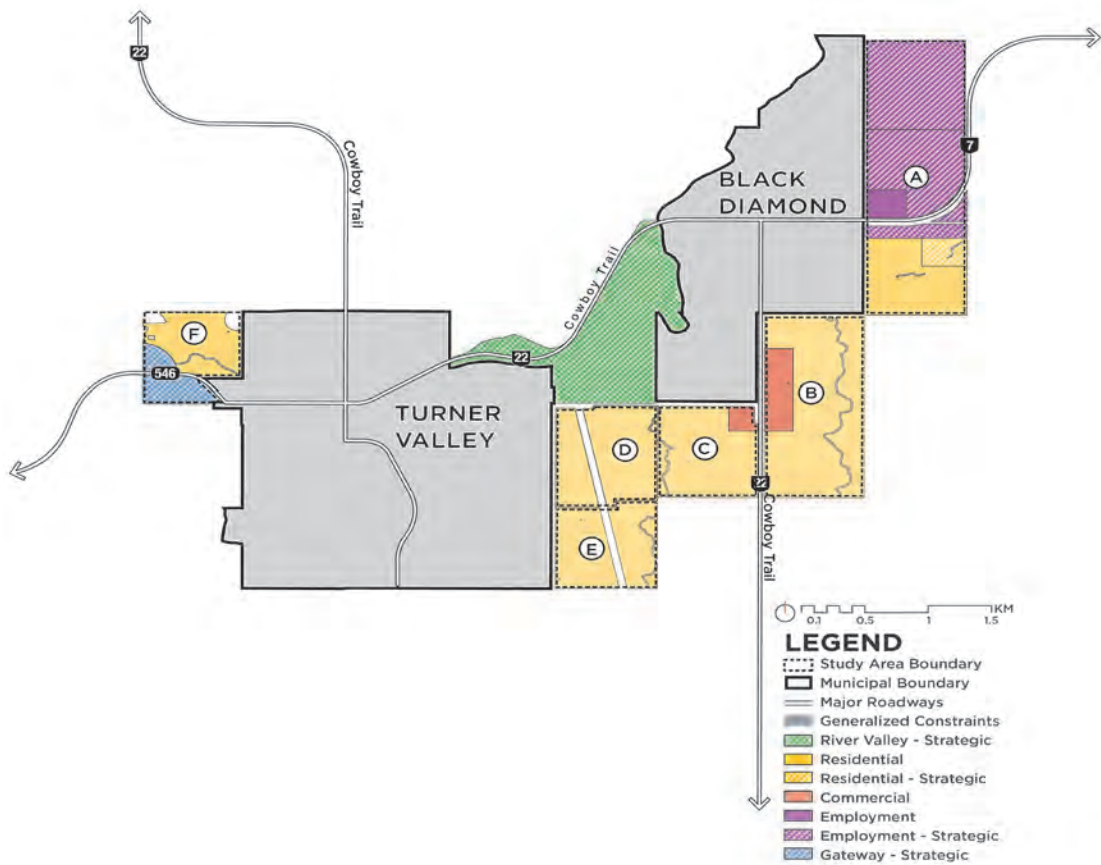 22
Cowboy Trail
7
A
BLACK
DIAMOND
Cowboy Trail
F
546
22
B
TURNER
VALLEY
D
C
22
Cowboy Trail
E
0.1 0.5 1 1.5 KM
LEGEND
Study Area Boundary
Municipal Boundary
Major Roadways
Generalized Constraints
River Valley - Strategic
Residential
Residential - Strategic
Commercial
Employment
Employment - Strategic
Gateway - Strategic